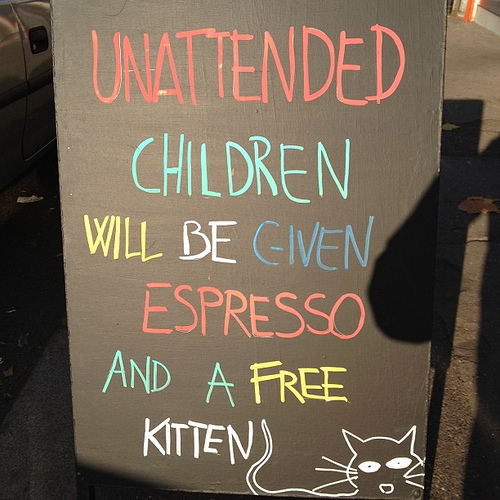 UNATTENDED
CHILDREN
WILL BE GIVEN
ESPRESSO
AND A FREE
KITTEN